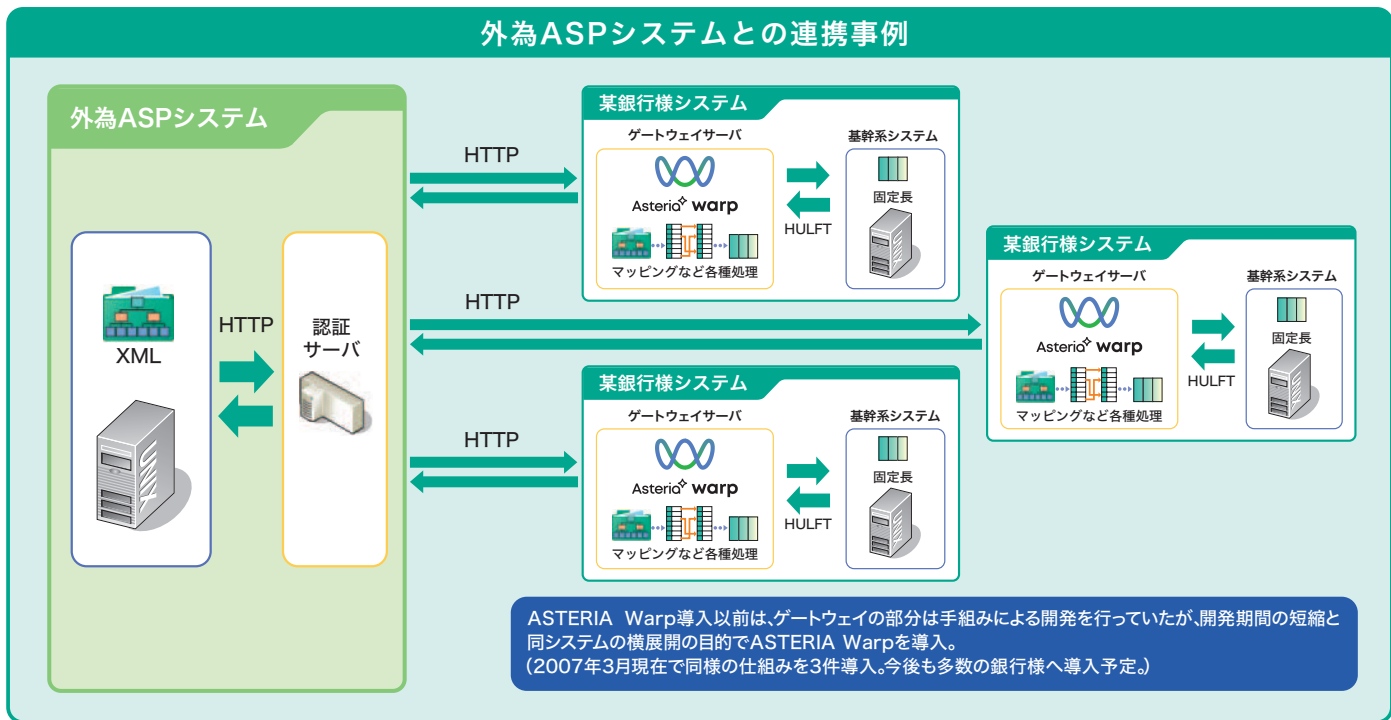 外為ASPシステムとの連携事例
外為ASPシステム
XML
UNIX
HTTP
認証
サーバ
HTTP
某銀行様システム
ゲートウェイサーバ
Asteria warp
マッピングなど各種処理
HULFT
基幹系システム
固定長
HTTP
某銀行様システム
ゲートウェイサーバ
Asteria warp
マッピングなど各種処理
HULFT
基幹系システム
固定長
HTTP
某銀行様システム
ゲートウェイサーバ
Asteria warp
マッピングなど各種処理
HULFT
基幹系システム
固定長
ASTERIA Warp導入以前は、ゲートウェイの部分は手組みによる開発を行っていたが、開発期間の短縮と
同システムの横展開の目的でASTERIA Warpを導入。
(2007年3月現在で同様の仕組みを3件導入。今後も多数の銀行様へ導入予定。)